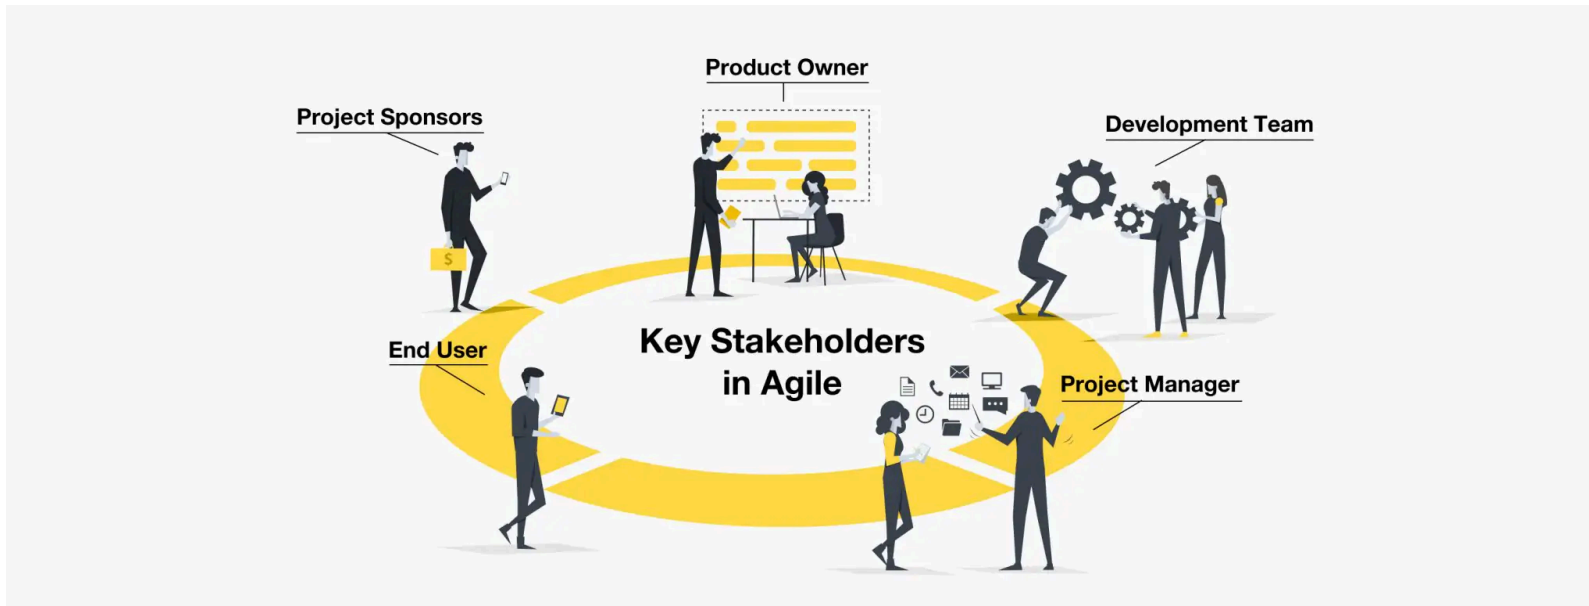 Product Owner
Project Sponsors
Development Team
$
Key Stakeholders
in Agile
End User
Project Manager